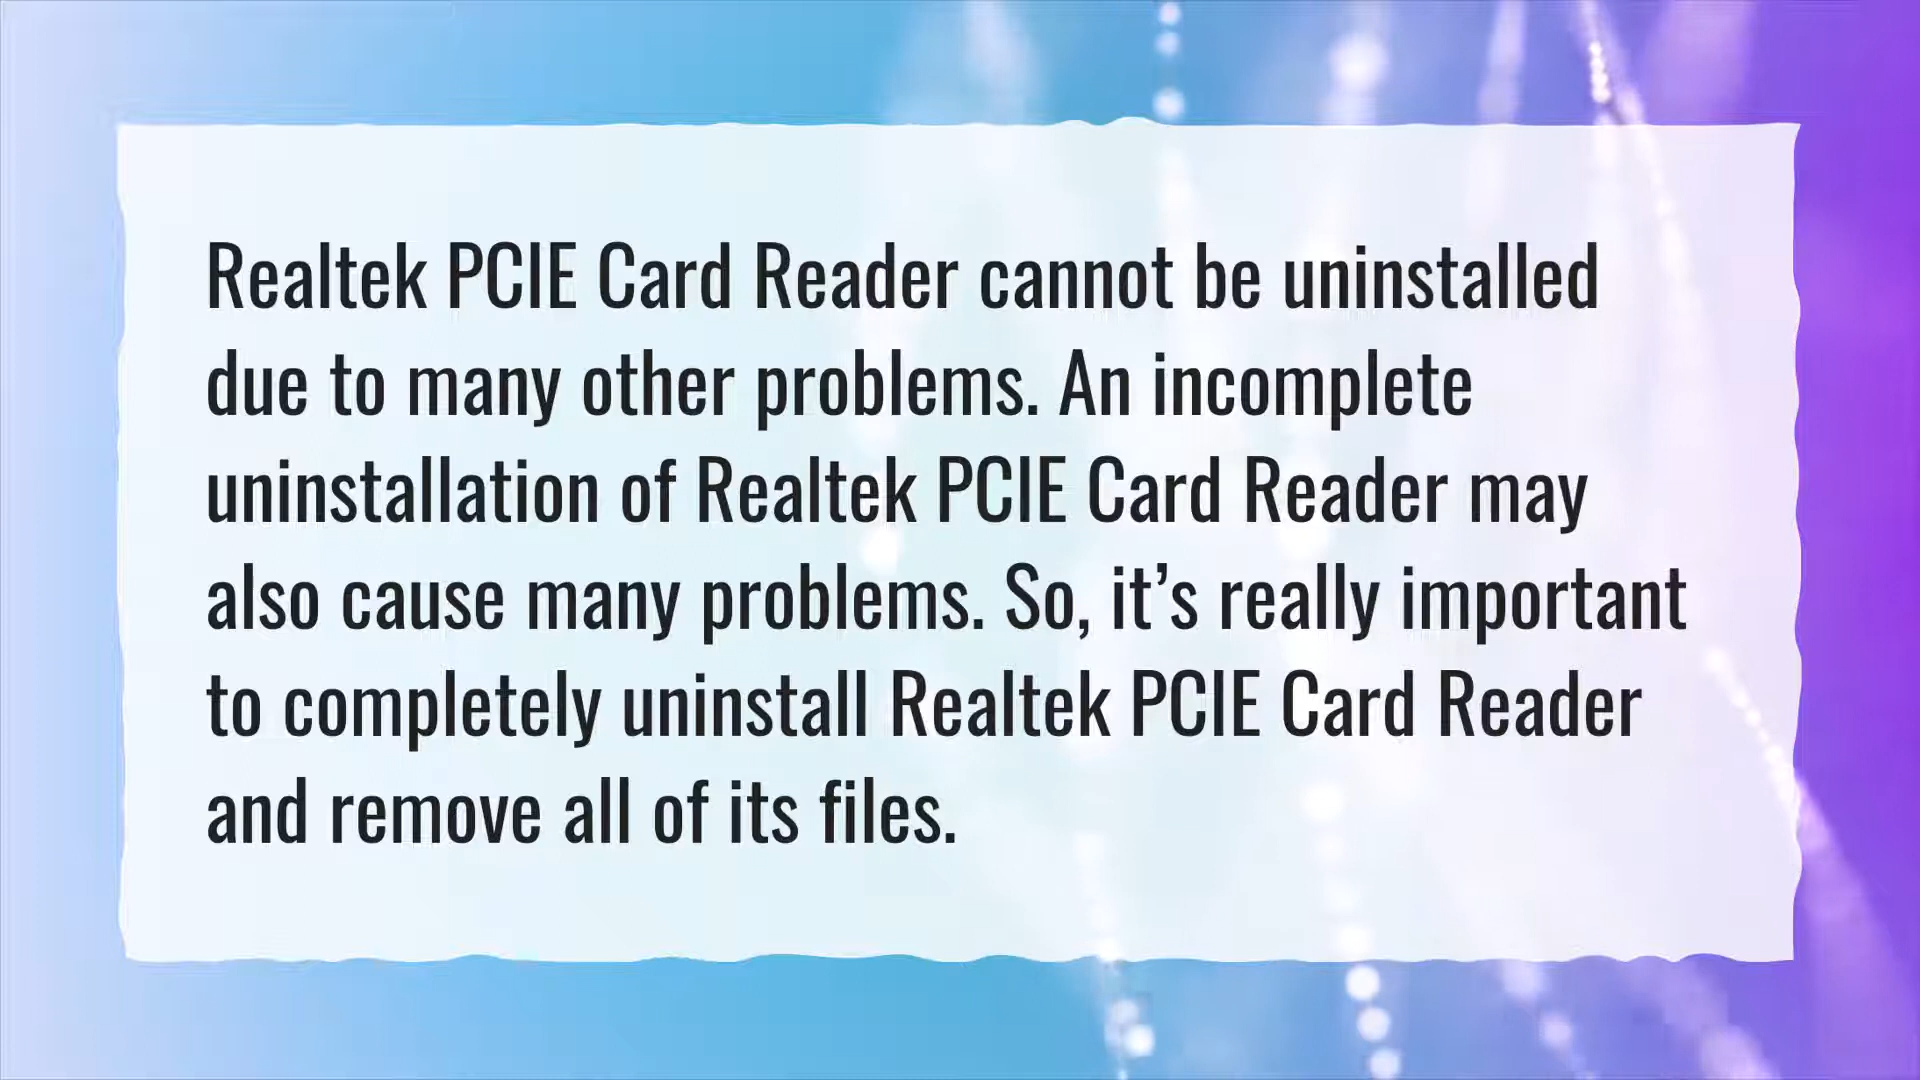 Realtek PCIE Card Reader cannot be uninstalled
due to many other problems. An incomplete
uninstallation of Realtek PCIE Card Reader may
also cause many problems. So, it’s really important
to completely uninstall Realtek PCIE Card Reader
and remove all of its files.